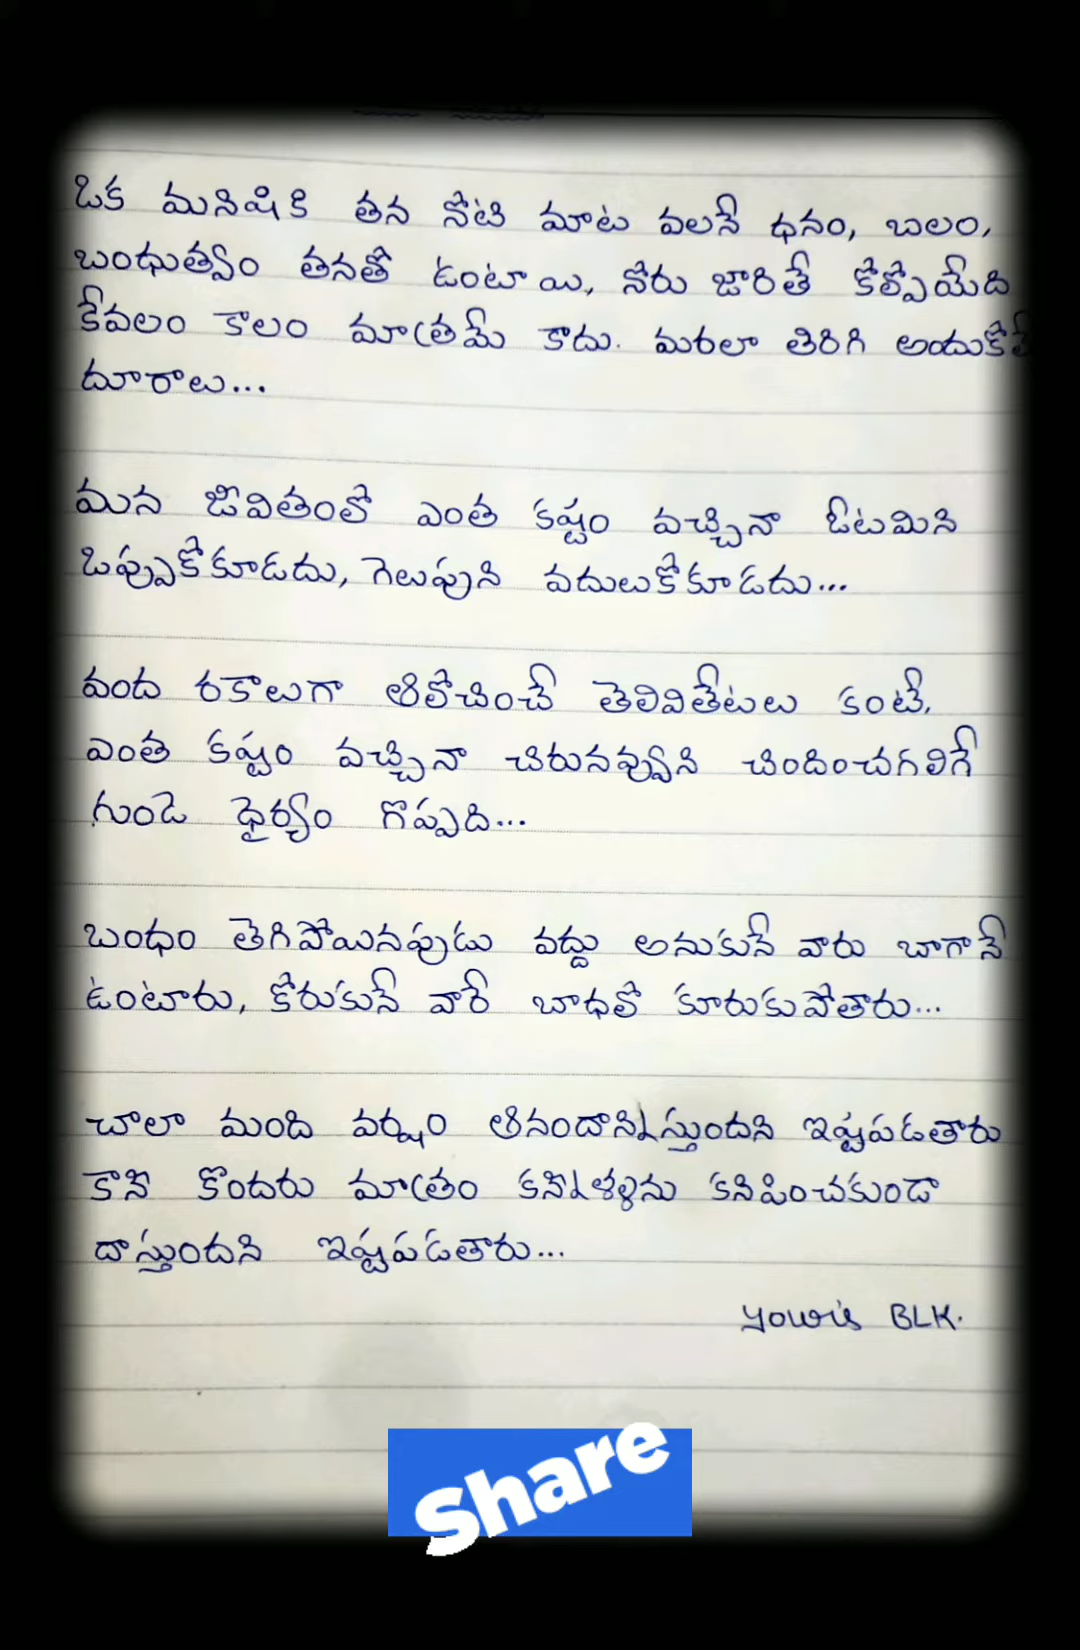 ఒక మనిషికి తన నోటి మాట వలనే ధనం, బలం,
బంధుత్వం తనతో ఉంటాయి, నోరు జారితే కోల్పోయేది
కేవలం కాలం మాత్రమే కాదు. మరలా తిరిగి అందుకోలే
దూరాలు...
మన జీవితంలో ఎంత కష్టం వచ్చినా ఓటమిని
ఒప్పుకోకూడదు, గెలుపుని వదులుకోకూడదు...
వంద రకాలుగా ఆలోచించే తెలివితేటలు కంటే,
ఎంత కష్టం వచ్చినా చిరునవ్వుని చిందించగలిగే
గుండె ధైర్యం గొప్పది...
బంధం తెగిపోయినపుడు వద్దు అనుకునే వారు బాగానే
ఉంటారు, కోరుకునే వారే బాధలో కూరుకుపోతారు...
చాలా మంది వర్షం ఆనందాన్నిస్తుందని ఇష్టపడతారు
కానీ కొందరు మాత్రం కన్నీళ్ళను కనిపించకుండా
దాస్తుందని ఇష్టపడతారు...
yours BLK.
Share